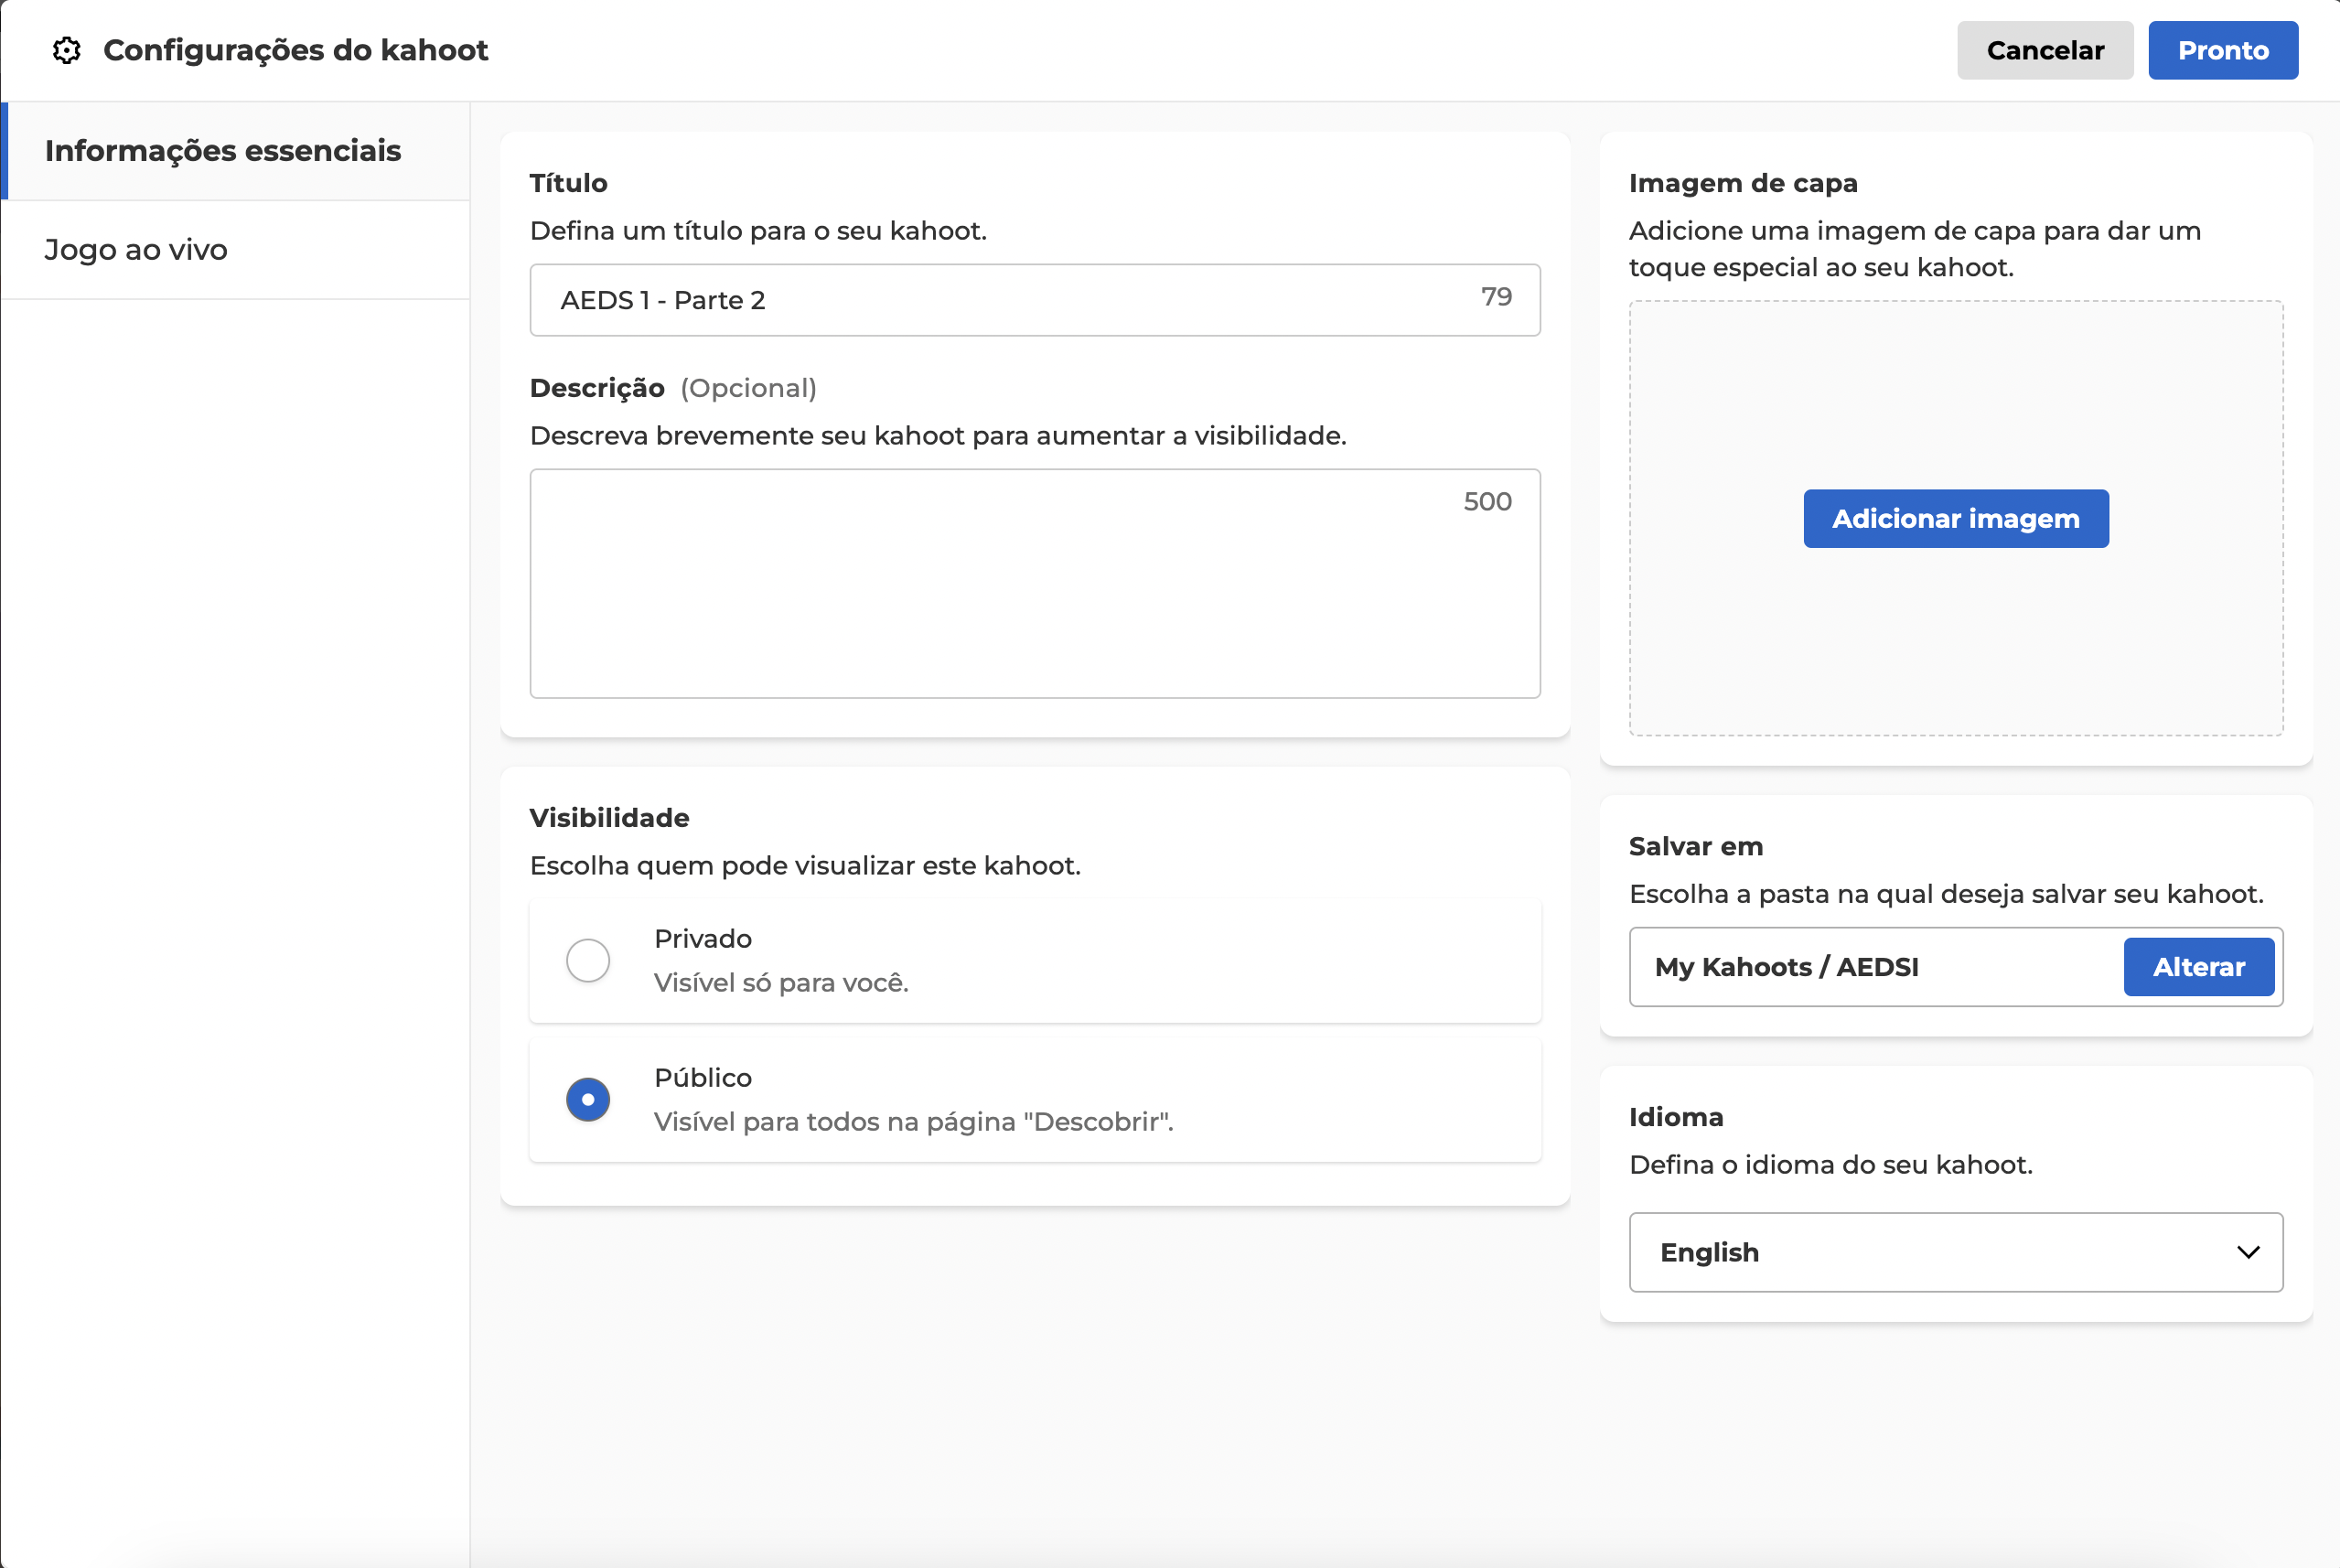 Configurações do kahoot
Cancelar
Pronto
Informações essenciais
Jogo ao vivo
Título
Defina um título para o seu kahoot.
AEDS 1 - Parte 2
79
Descrição (Opcional)
Descreva brevemente seu kahoot para aumentar a visibilidade.
500
Visibilidade
Escolha quem pode visualizar este kahoot.
Privado
Visível só para você.
Público
Visível para todos na página "Descobrir".
Imagem de capa
Adicione uma imagem de capa para dar um
toque especial ao seu kahoot.
Adicionar imagem
Salvar em
Escolha a pasta na qual deseja salvar seu kahoot.
My Kahoots / AEDSI
Alterar
Idioma
Defina o idioma do seu kahoot.
English